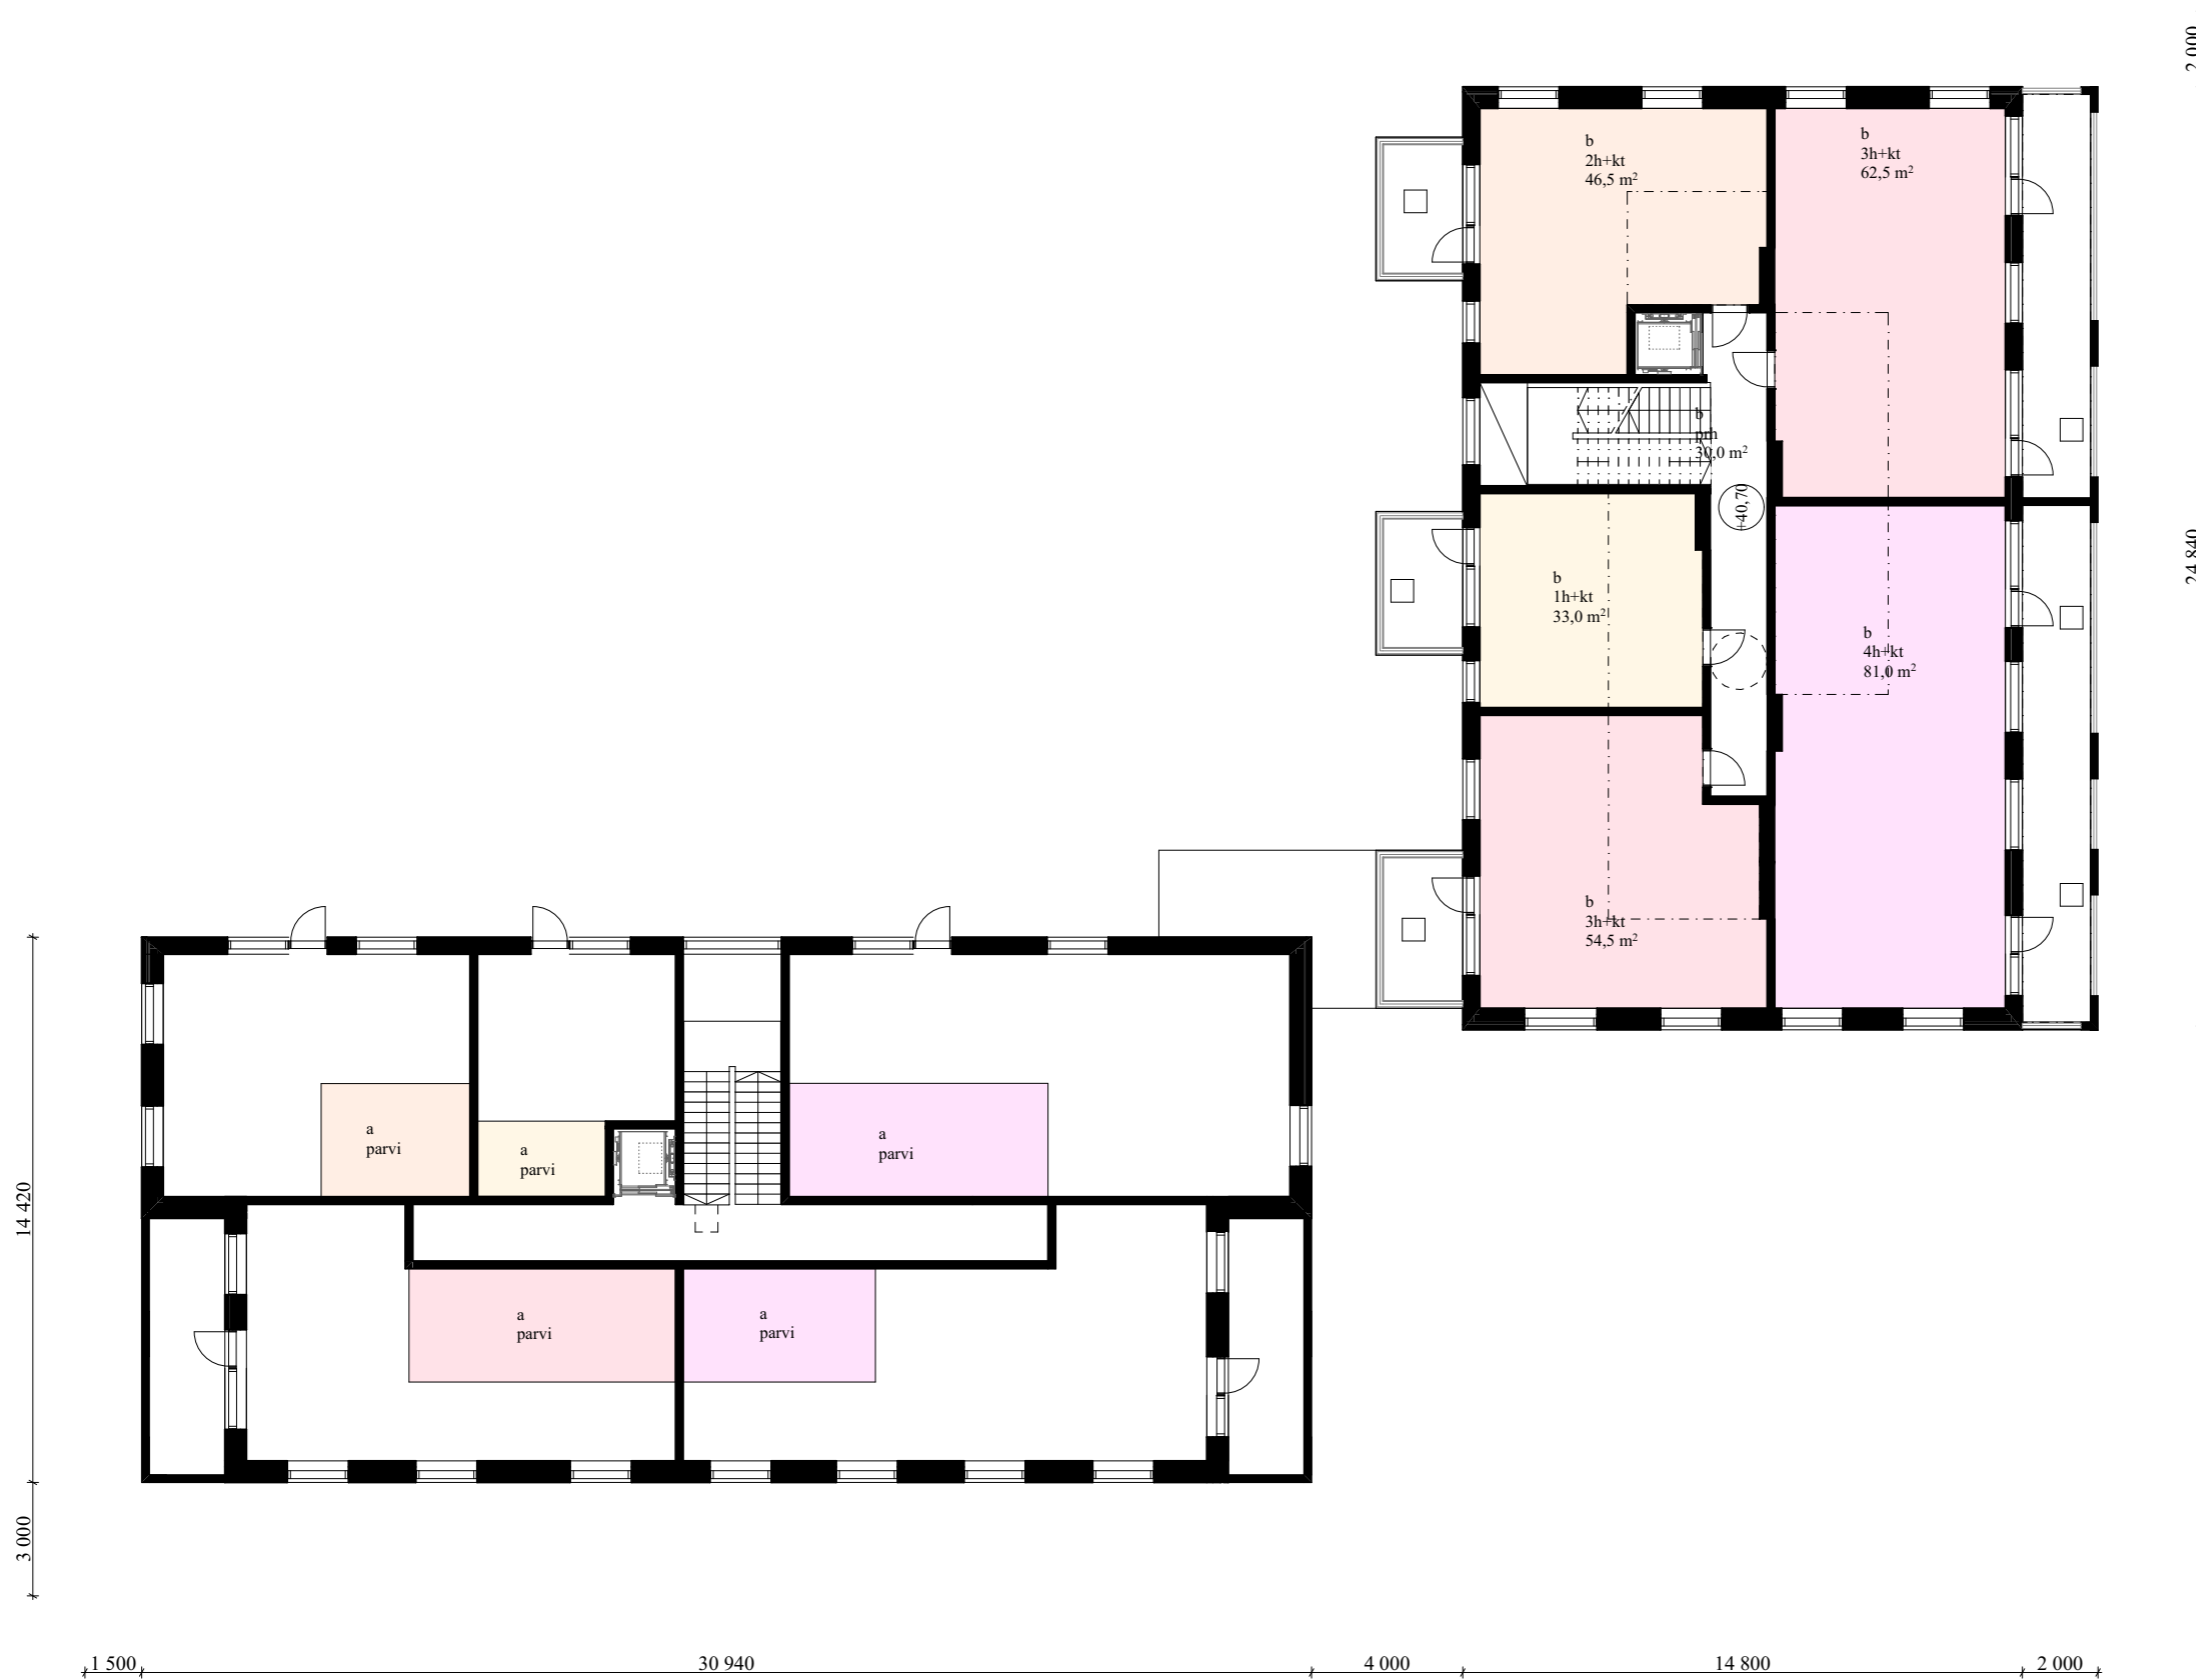 2 000
b
2h+kt
46,5 m²
b
3h+kt
62,5 m²
b
prh
30,0 m²
+40,70
24 840
b
1h+kt
33,0 m²
b
4h+kt
81,0 m²
b
3h+kt
54,5 m²
a
parvi
a
parvi
a
parvi
14 420
a
parvi
a
parvi
3 000
1 500
30 940
4 000
14 800
2 000